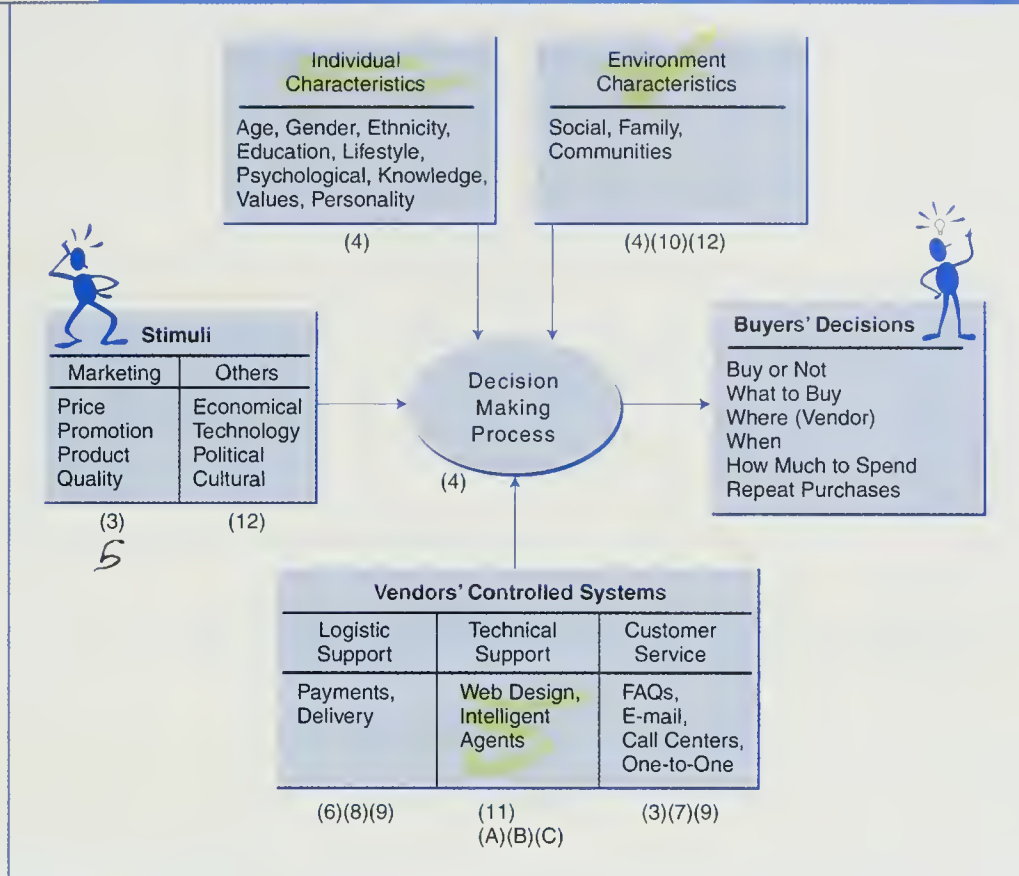 Individual
Characteristics
Age, Gender, Ethnicity,
Education, Lifestyle,
Psychological, Knowledge,
Values, Personality
(4)
Environment
Characteristics
Social, Family,
Communities
(4)(10)(12)
Stimuli
Marketing
Price
Promotion
Product
Quality
(3)
5
Others
Economical
Technology
Political
Cultural
(12)
Decision
Making
Process
(4)
Buyers' Decisions
Buy or Not
What to Buy
Where (Vendor)
When
How Much to Spend
Repeat Purchases
Vendors' Controlled Systems
Logistic
Support
Payments,
Delivery
(6)(8)(9)
Technical
Support
Web Design,
Intelligent
Agents
(11)
(A)(B)(C)
Customer
Service
FAQs,
E-mail,
Call Centers,
One-to-One
(3)(7)(9)